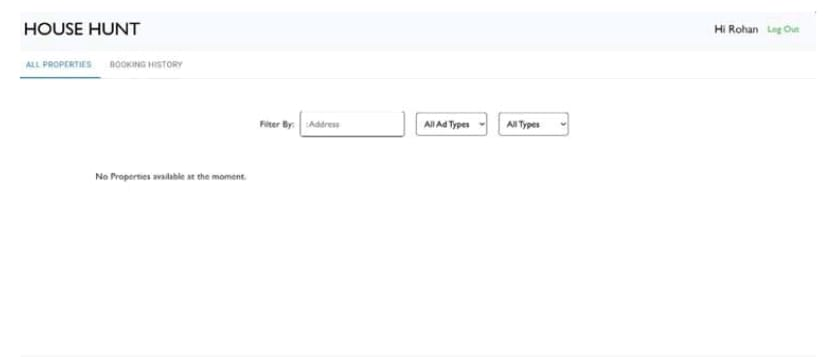 HOUSE HUNT
Hi Rohan Log Out
ALL PROPERTIES BOOKING HISTORY
Filter By: :Address All Ad Types All Types
No Properties available at the moment.